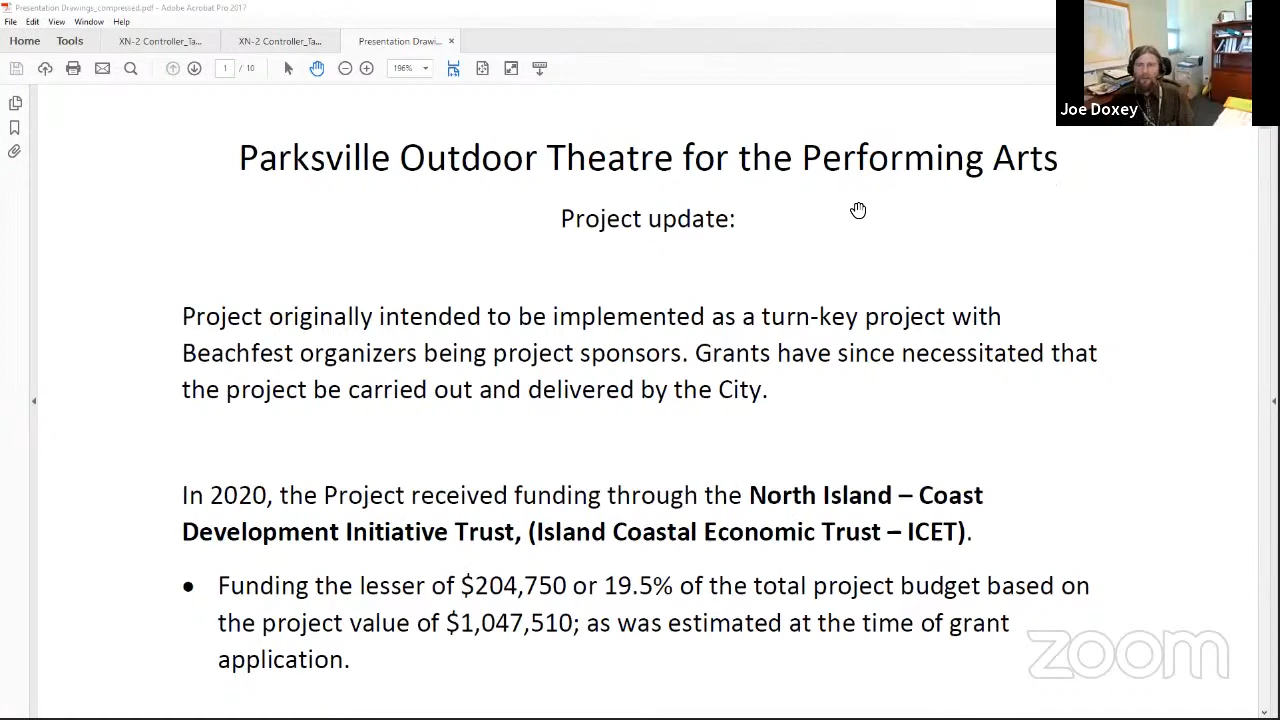 Presentation Drawings_compressed.pdf - Adobe Acrobat Pro 2017
File Edit View Window Help
Home Tools XN-2 Controller_Ta... XN-2 Controller_Ta... Presentation Drawi... ×
1 / 10 196%
Joe Doxey
Parksville Outdoor Theatre for the Performing Arts
Project update:
Project originally intended to be implemented as a turn-key project with
Beachfest organizers being project sponsors. Grants have since necessitated that
the project be carried out and delivered by the City.
In 2020, the Project received funding through the North Island – Coast
Development Initiative Trust, (Island Coastal Economic Trust – ICET).
• Funding the lesser of $204,750 or 19.5% of the total project budget based on
the project value of $1,047,510; as was estimated at the time of grant
application.
zoom